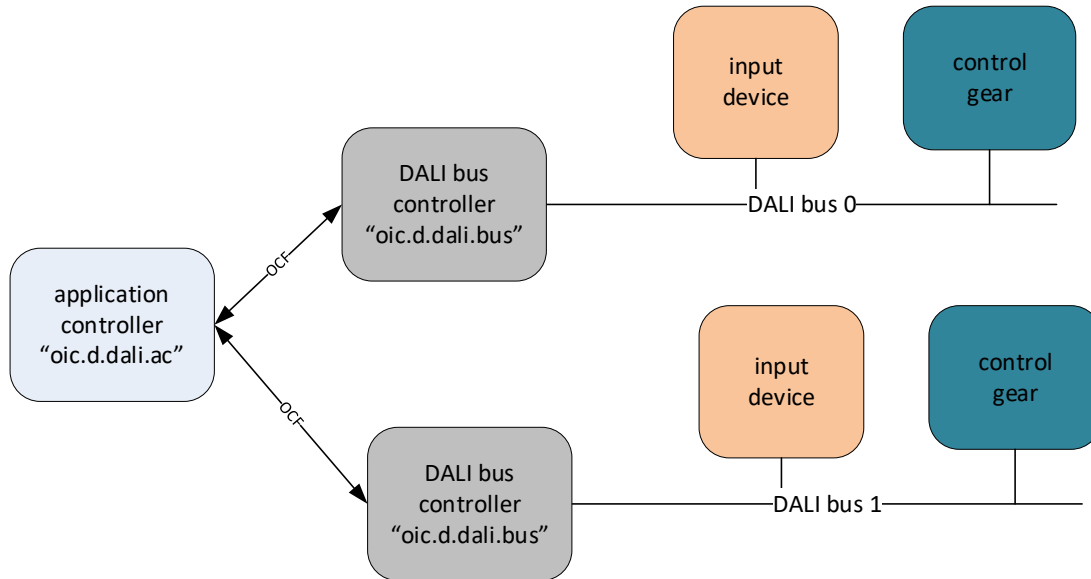 input
device
control
gear
DALI bus
controller
“oic.d.dali.bus”
DALI bus 0
OCF
application
controller
“oic.d.dali.ac”
OCF
input
device
control
gear
DALI bus
controller
“oic.d.dali.bus”
DALI bus 1